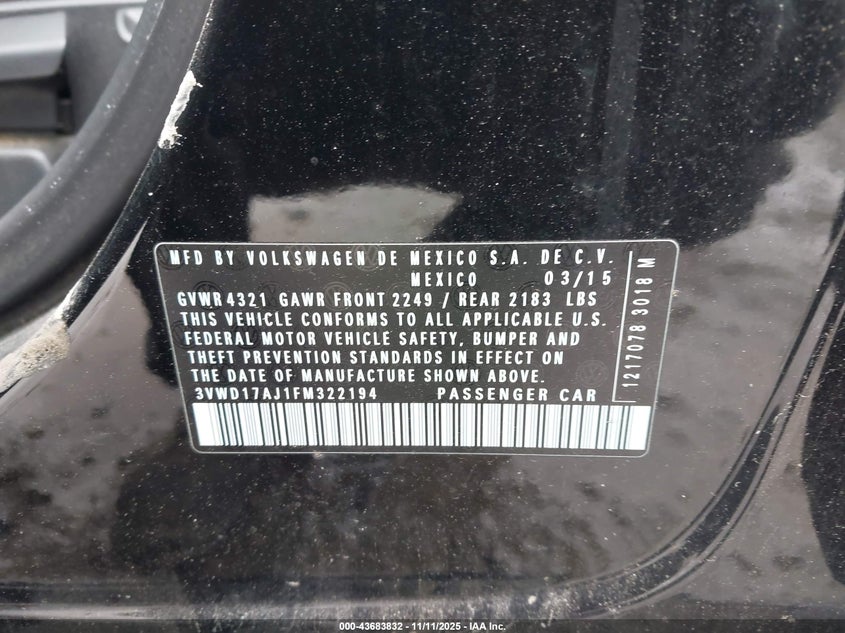 MFD BY VOLKSWAGEN DE MEXICO S.A. DE C.V.
MEXICO 03/15
GVWR 4321 GAWR FRONT 2249 / REAR 2183 LBS
THIS VEHICLE CONFORMS TO ALL APPLICABLE U.S.
FEDERAL MOTOR VEHICLE SAFETY, BUMPER AND
THEFT PREVENTION STANDARDS IN EFFECT ON
THE DATE OF MANUFACTURE SHOWN ABOVE.
3VWD17AJ1FM322194 PASSENGER CAR
1217078 3018 M
000-43683832 - 11/11/2025 - IAA Inc.